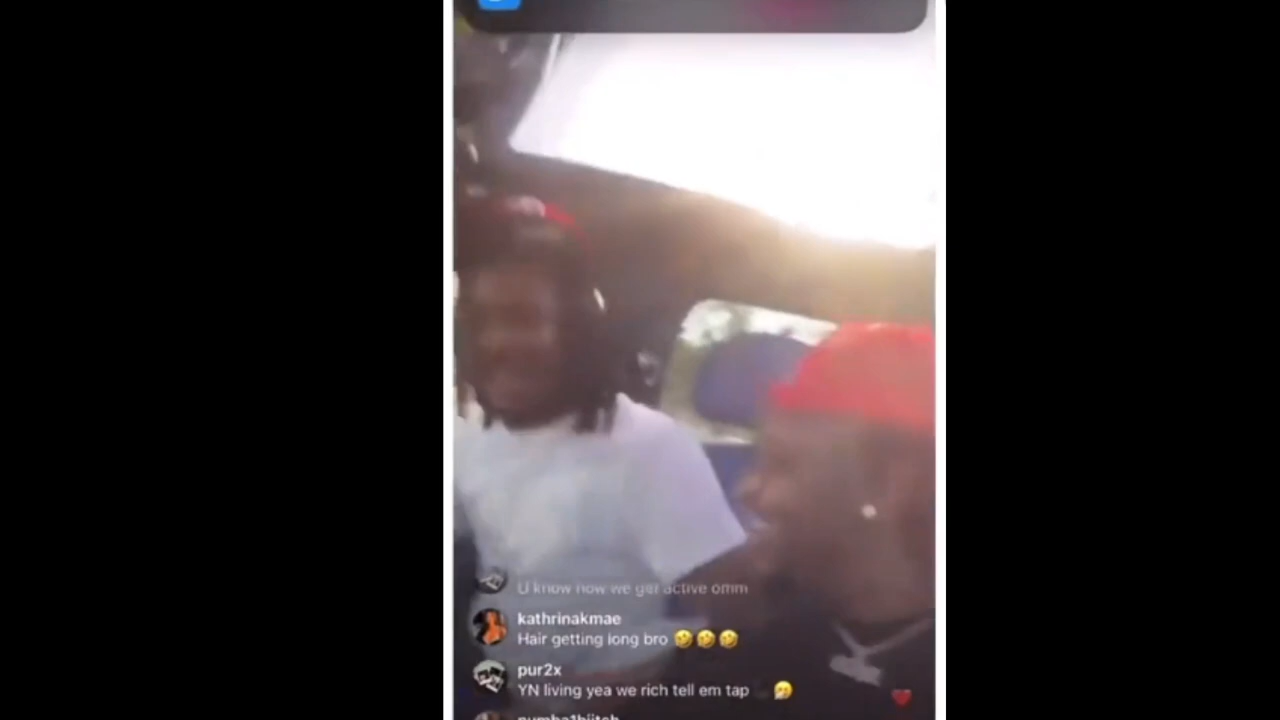 U know how we get active omm
kathrinakmae
Hair getting long bro 🤣🤣🤣
pur2x
YN living yea we rich tell em tap